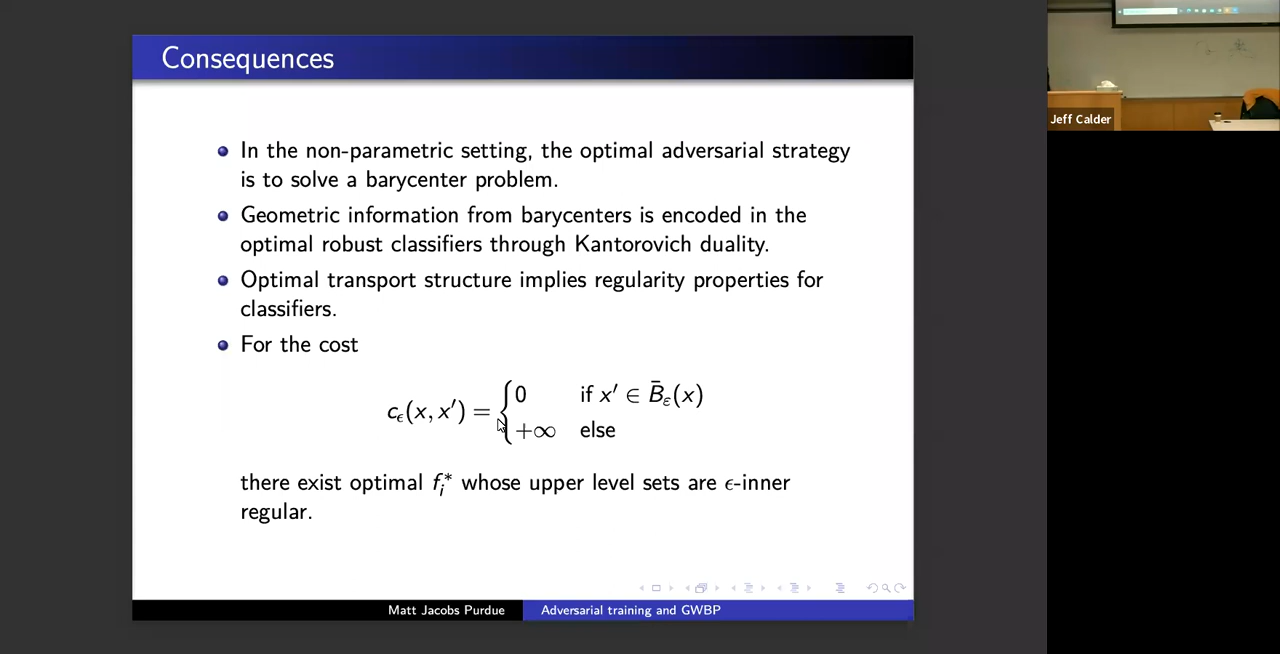 Consequences
In the non-parametric setting, the optimal adversarial strategy
is to solve a barycenter problem.
Geometric information from barycenters is encoded in the
optimal robust classifiers through Kantorovich duality.
Optimal transport structure implies regularity properties for
classifiers.
For the cost
c_ϵ(x, x′) = { 0 if x′ ∈ B̄_ε(x)
+∞ else
there exist optimal f_i^* whose upper level sets are ϵ-inner
regular.
Matt Jacobs Purdue Adversarial training and GWBP
Jeff Calder